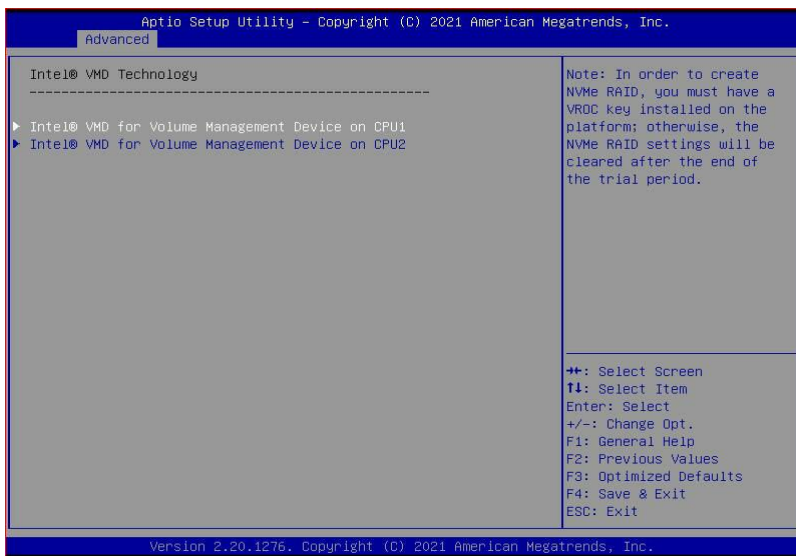 Aptio Setup Utility – Copyright (C) 2021 American Megatrends, Inc.
Advanced
Intel® VMD Technology
--------------------------------------------------
Intel® VMD for Volume Management Device on CPU1
Intel® VMD for Volume Management Device on CPU2
Note: In order to create
NVMe RAID, you must have a
VROC key installed on the
platform; otherwise, the
NVMe RAID settings will be
cleared after the end of
the trial period.
→←: Select Screen
↑↓: Select Item
Enter: Select
+/-: Change Opt.
F1: General Help
F2: Previous Values
F3: Optimized Defaults
F4: Save & Exit
ESC: Exit
Version 2.20.1276. Copyright (C) 2021 American Megatrends, Inc.